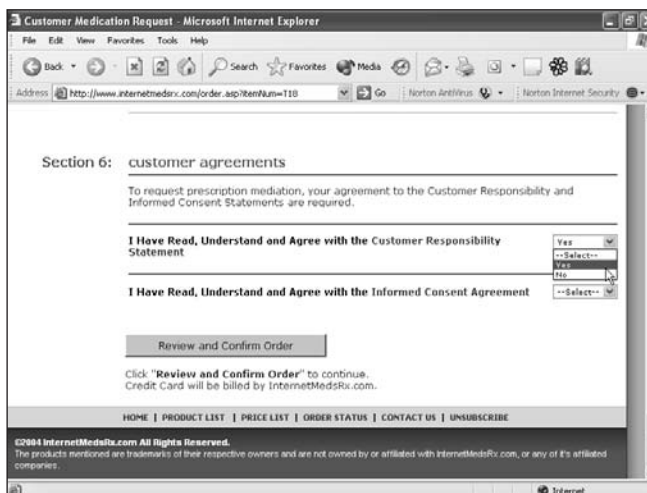 Customer Medication Request - Microsoft Internet Explorer
File Edit View Favorites Tools Help
Back Search Favorites Media
Address http://www.internetmedsrx.com/order.asp?itemNum=T18 Go Norton AntiVirus Norton Internet Security
Section 6: customer agreements
To request prescription mediation, your agreement to the Customer Responsibility and
Informed Consent Statements are required.
I Have Read, Understand and Agree with the Customer Responsibility
Statement
Yes
--Select--
Yes
No
I Have Read, Understand and Agree with the Informed Consent Agreement
--Select--
Review and Confirm Order
Click "Review and Confirm Order" to continue.
Credit Card will be billed by InternetMedsRx.com.
HOME | PRODUCT LIST | PRICE LIST | ORDER STATUS | CONTACT US | UNSUBSCRIBE
©2004 InternetMedsRx.com All Rights Reserved.
The products mentioned are trademarks of their respective owners and are not owned by or affiliated with InternetMedsRx.com, or any of it's affiliated
companies.
Internet